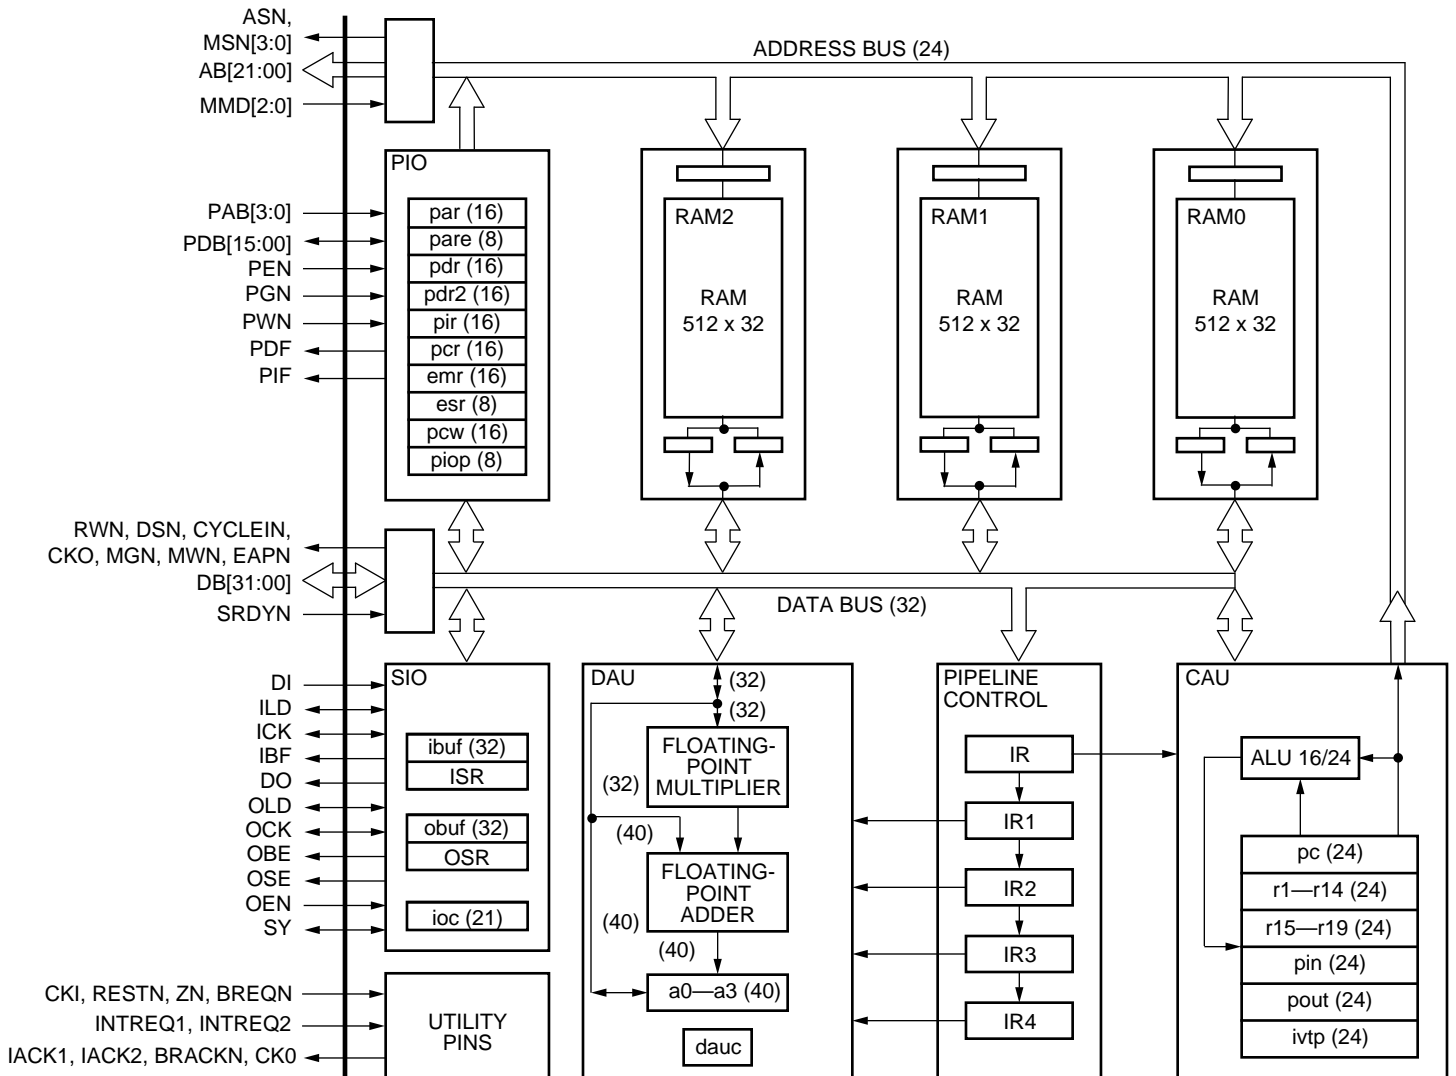 ASN,
MSN[3:0]
AB[21:00]
MMD[2:0]
ADDRESS BUS (24)
PIO
PAB[3:0]
PDB[15:00]
PEN
PGN
PWN
PDF
PIF
par (16)
pare (8)
pdr (16)
pdr2 (16)
pir (16)
pcr (16)
emr (16)
esr (8)
pcw (16)
piop (8)
RAM2
RAM
512 x 32
RAM1
RAM
512 x 32
RAM0
RAM
512 x 32
RWN, DSN, CYCLEIN,
CKO, MGN, MWN, EAPN
DB[31:00]
SRDYN
DATA BUS (32)
SIO
DI
ILD
ICK
IBF
DO
OLD
OCK
OBE
OSE
OEN
SY
ibuf (32)
ISR
obuf (32)
OSR
ioc (21)
DAU
(32)
(32)
FLOATING-
POINT
MULTIPLIER
(32)
(40)
FLOATING-
POINT
ADDER
(40)
(40)
a0—a3 (40)
dauc
PIPELINE
CONTROL
IR
IR1
IR2
IR3
IR4
CAU
ALU 16/24
pc (24)
r1—r14 (24)
r15—r19 (24)
pin (24)
pout (24)
ivtp (24)
CKI, RESTN, ZN, BREQN
INTREQ1, INTREQ2
IACK1, IACK2, BRACKN, CK0
UTILITY
PINS